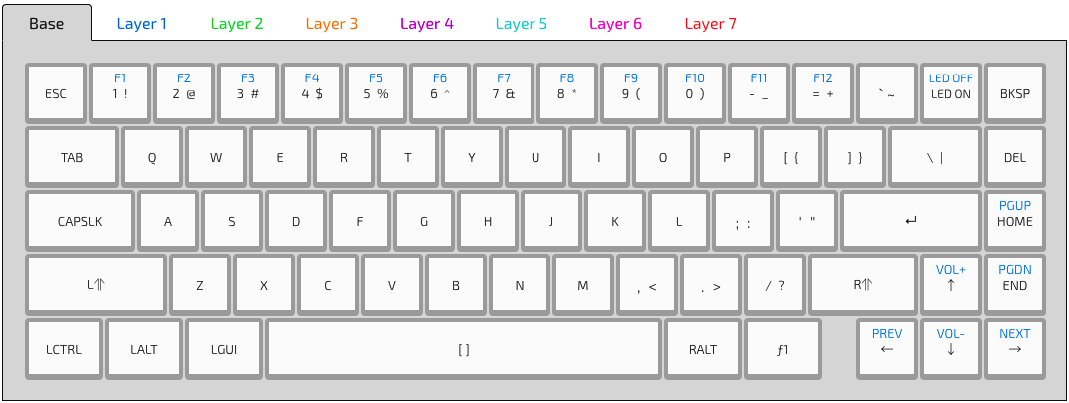 Base Layer 1 Layer 2 Layer 3 Layer 4 Layer 5 Layer 6 Layer 7
F1 F2 F3 F4 F5 F6 F7 F8 F9 F10 F11 F12 LED OFF
ESC 1 ! 2 @ 3 # 4 $ 5 % 6 ^ 7 & 8 * 9 ( 0 ) - _ = + ` ~ LED ON BKSP
TAB Q W E R T Y U I O P [ { ] } \ | DEL
PGUP
CAPSLK A S D F G H J K L ; : ' " ↵ HOME
VOL+ PGDN
L⇑ Z X C V B N M , < . > / ? R⇑ ↑ END
PREV VOL- NEXT
LCTRL LALT LGUI [ ] RALT ƒ1 ← ↓ →